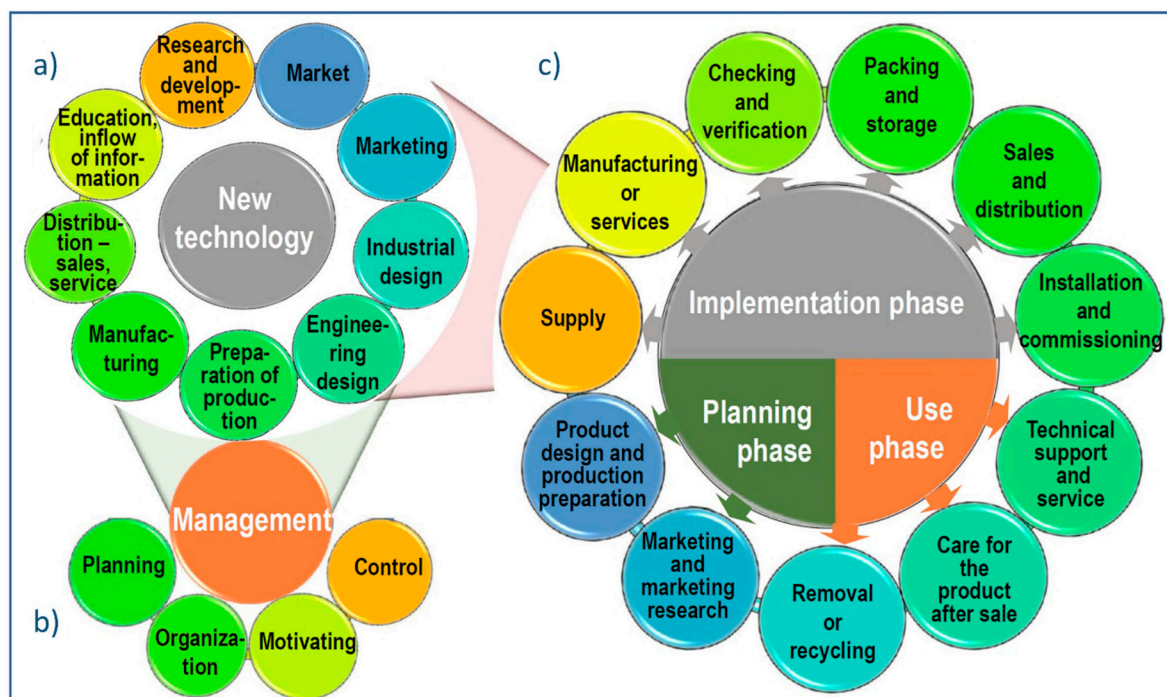 a)
Research
and
develop-
ment
Market
Education,
inflow
of infor-
mation
Marketing
New
technology
Distribu-
tion –
sales,
service
Industrial
design
Manufac-
turing
Prepa-
ration of
produc-
tion
Enginee-
ring
design
b)
Management
Planning
Organiza-
tion
Motivating
Control
c)
Checking
and
verification
Packing
and
storage
Manufacturing
or
services
Sales
and
distribution
Supply
Implementation phase
Installation
and
commissioning
Product
design and
production
preparation
Planning
phase
Use
phase
Technical
support
and
service
Marketing
and
marketing
research
Removal
or
recycling
Care for
the
product
after sale